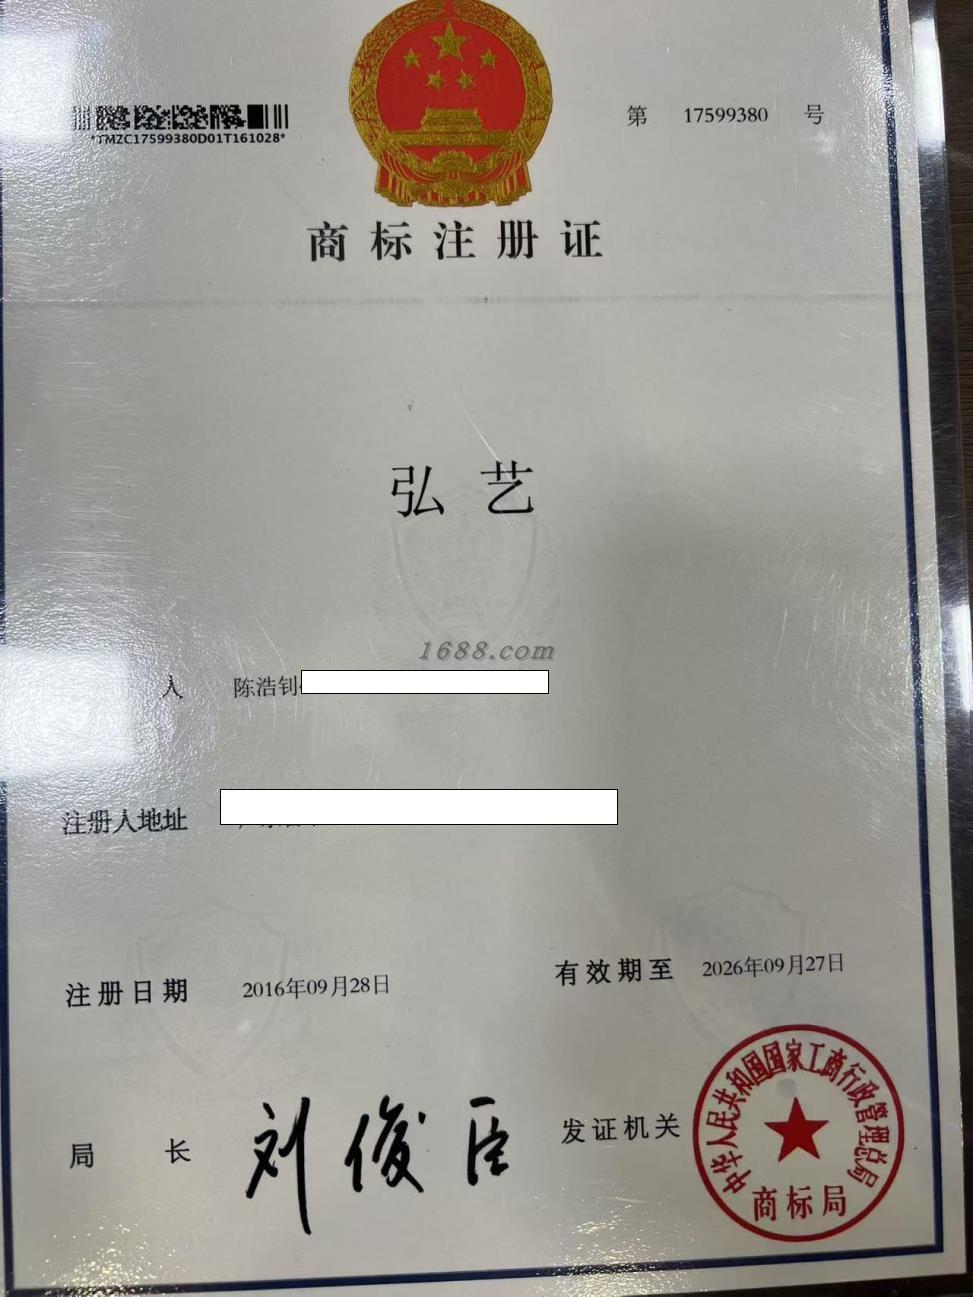 *TMZC17599380D01T161028*
第 17599380 号
商标注册证
弘艺
1688.com
人 陈浩钊
注册人地址
注册日期 2016年09月28日
有效期至 2026年09月27日
局长 刘俊臣
发证机关
中华人民共和国国家工商行政管理总局
商标局